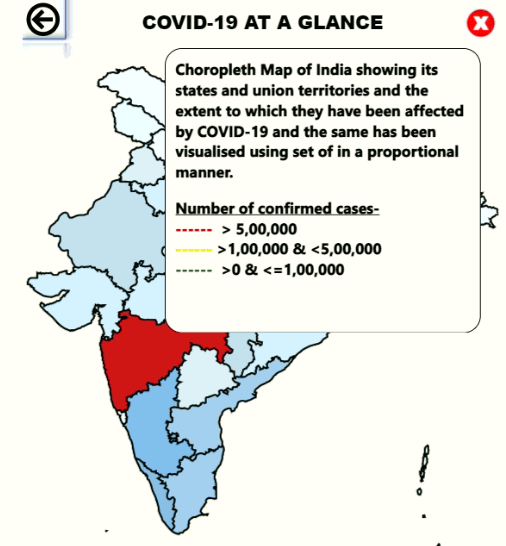 COVID-19 AT A GLANCE
X
Choropleth Map of India showing its
states and union territories and the
extent to which they have been affected
by COVID-19 and the same has been
visualised using set of in a proportional
manner.
Number of confirmed cases-
------ > 5,00,000
------ >1,00,000 & <5,00,000
------ >0 & <=1,00,000